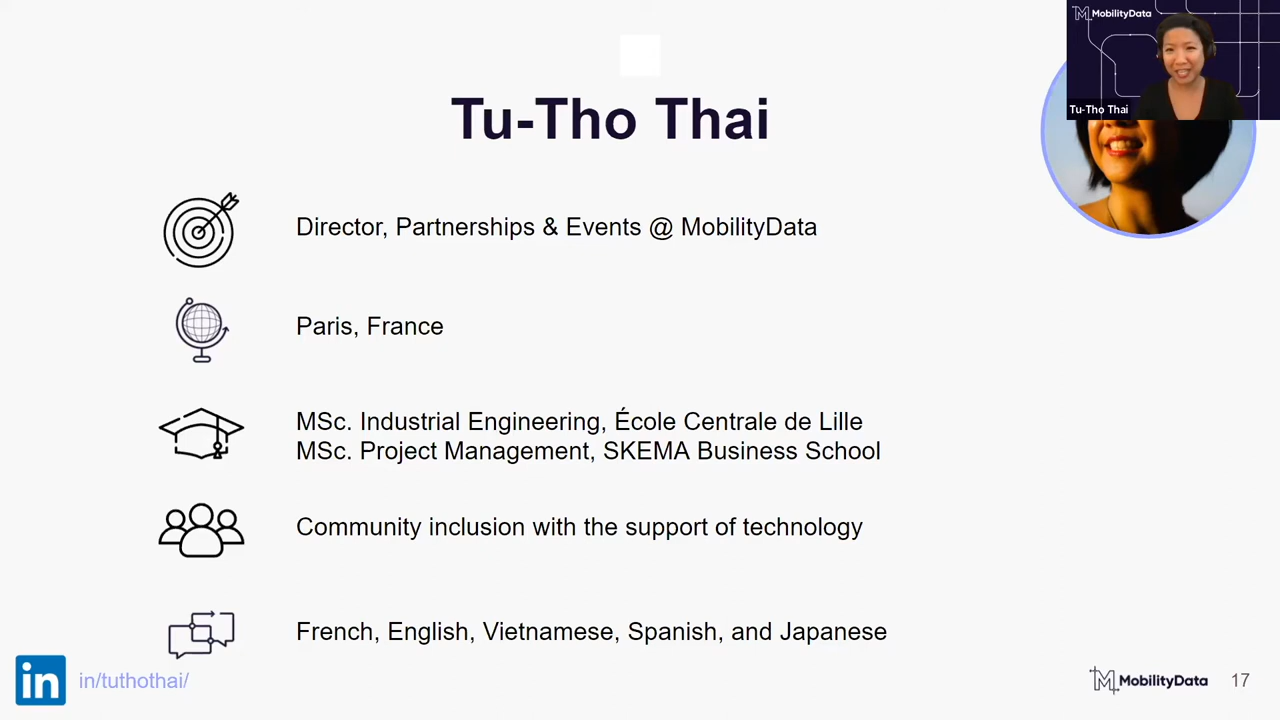 MobilityData
Tu-Tho Thai
Tu-Tho Thai
Director, Partnerships & Events @ MobilityData
Paris, France
MSc. Industrial Engineering, École Centrale de Lille
MSc. Project Management, SKEMA Business School
Community inclusion with the support of technology
French, English, Vietnamese, Spanish, and Japanese
in in/tuthothai/
MobilityData 17